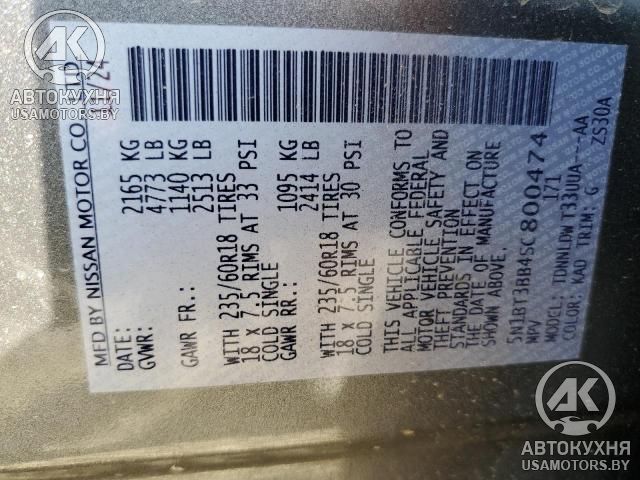 MFD BY NISSAN MOTOR CO., LTD.
DATE: /24
GVWR: 2165 KG
4773 LB
GAWR FR.: 1140 KG
2513 LB
WITH 235/60R18 TIRES
18 X 7.5 RIMS AT 33 PSI
COLD SINGLE
GAWR RR.: 1095 KG
2414 LB
WITH 235/60R18 TIRES
18 X 7.5 RIMS AT 30 PSI
COLD SINGLE
THIS VEHICLE CONFORMS TO
ALL APPLICABLE FEDERAL
MOTOR VEHICLE SAFETY AND
THEFT PREVENTION
STANDARDS IN EFFECT ON
THE DATE OF MANUFACTURE
SHOWN ABOVE.
5N1BT3BB4SC800474
MPV 171
MODEL: TDNNLDW T33UUA---AA
COLOR: KAD TRIM: G ZS30A
АВТОКУХНЯ
USAMOTORS.BY
АВТОКУХНЯ
USAMOTORS.BY
АВТОКУХНЯ
USAMOTORS.BY